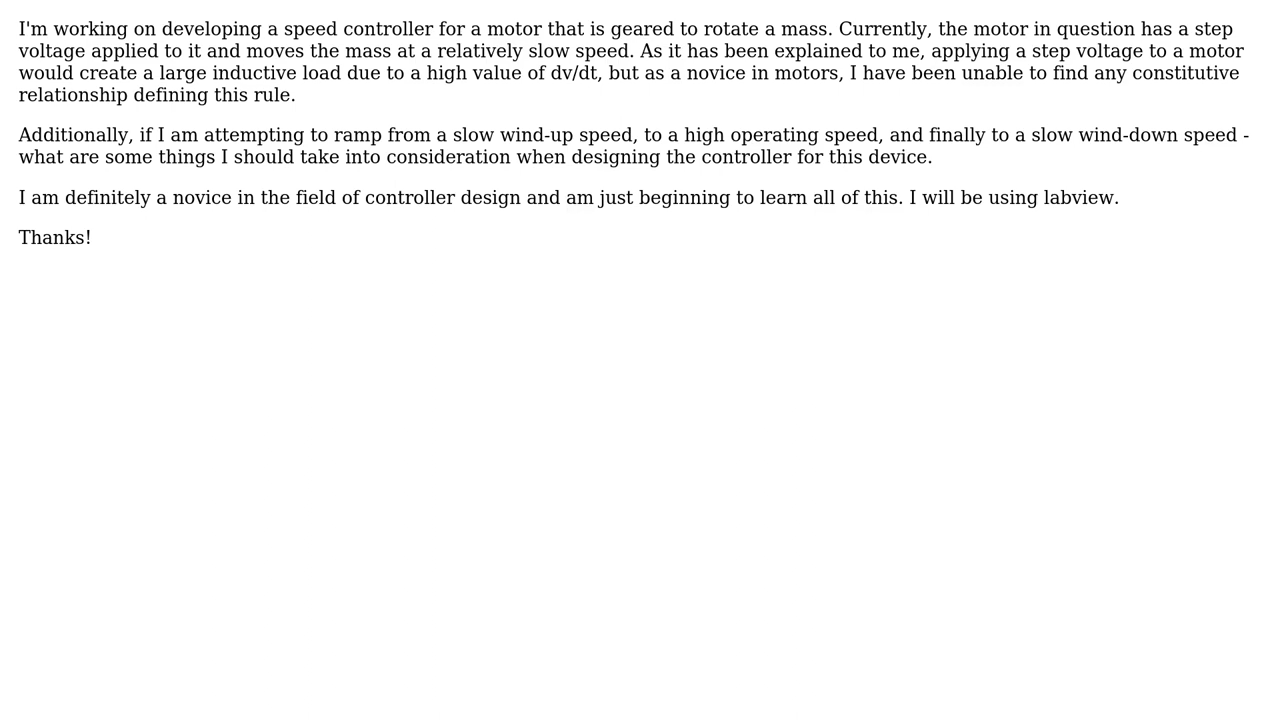 I'm working on developing a speed controller for a motor that is geared to rotate a mass. Currently, the motor in question has a step
voltage applied to it and moves the mass at a relatively slow speed. As it has been explained to me, applying a step voltage to a motor
would create a large inductive load due to a high value of dv/dt, but as a novice in motors, I have been unable to find any constitutive
relationship defining this rule.
Additionally, if I am attempting to ramp from a slow wind-up speed, to a high operating speed, and finally to a slow wind-down speed -
what are some things I should take into consideration when designing the controller for this device.
I am definitely a novice in the field of controller design and am just beginning to learn all of this. I will be using labview.
Thanks!